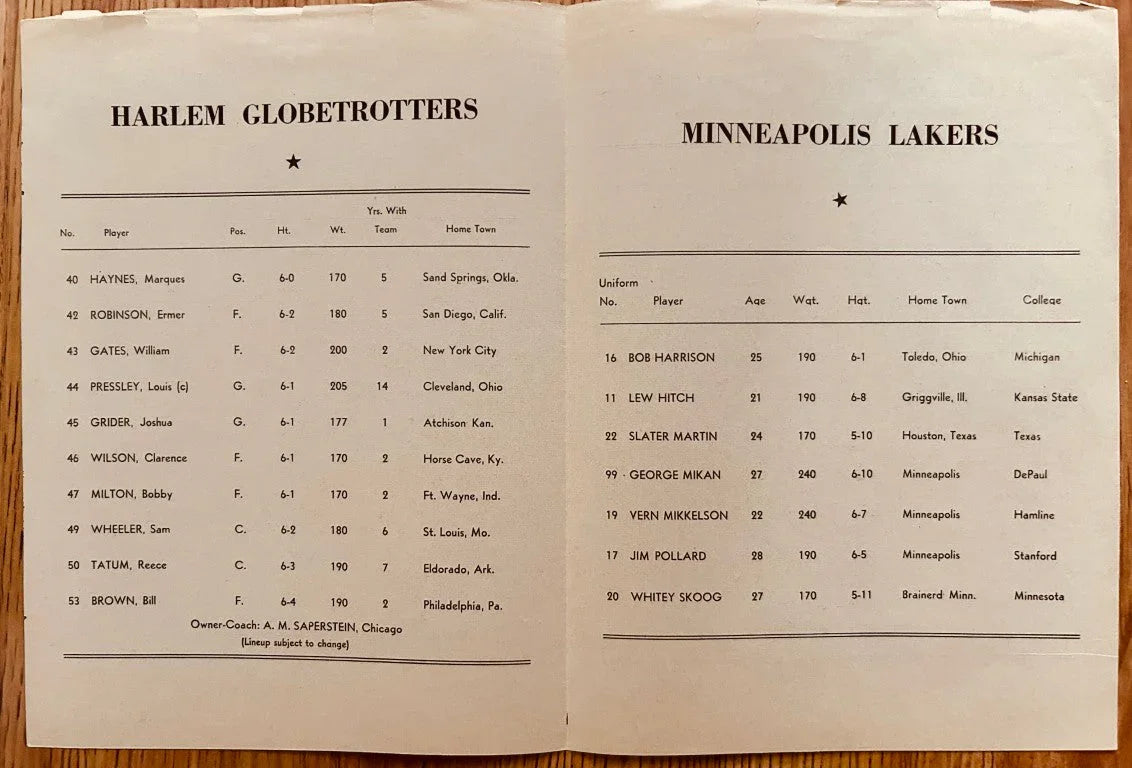 HARLEM GLOBETROTTERS
★
Yrs. With
No. Player Pos. Ht. Wt. Team Home Town
40 HAYNES, Marques G. 6-0 170 5 Sand Springs, Okla.
42 ROBINSON, Ermer F. 6-2 180 5 San Diego, Calif.
43 GATES, William F. 6-2 200 2 New York City
44 PRESSLEY, Louis (c) G. 6-1 205 14 Cleveland, Ohio
45 GRIDER, Joshua G. 6-1 177 1 Atchison Kan.
46 WILSON, Clarence F. 6-1 170 2 Horse Cave, Ky.
47 MILTON, Bobby F. 6-1 170 2 Ft. Wayne, Ind.
49 WHEELER, Sam C. 6-2 180 6 St. Louis, Mo.
50 TATUM, Reece C. 6-3 190 7 Eldorado, Ark.
53 BROWN, Bill F. 6-4 190 2 Philadelphia, Pa.
Owner-Coach: A. M. SAPERSTEIN, Chicago
(Lineup subject to change)
MINNEAPOLIS LAKERS
★
Uniform
No. Player Age Wgt. Hgt. Home Town College
16 BOB HARRISON 25 190 6-1 Toledo, Ohio Michigan
11 LEW HITCH 21 190 6-8 Griggville, Ill. Kansas State
22 SLATER MARTIN 24 170 5-10 Houston, Texas Texas
99 GEORGE MIKAN 27 240 6-10 Minneapolis DePaul
19 VERN MIKKELSON 22 240 6-7 Minneapolis Hamline
17 JIM POLLARD 28 190 6-5 Minneapolis Stanford
20 WHITEY SKOOG 27 170 5-11 Brainerd Minn. Minnesota